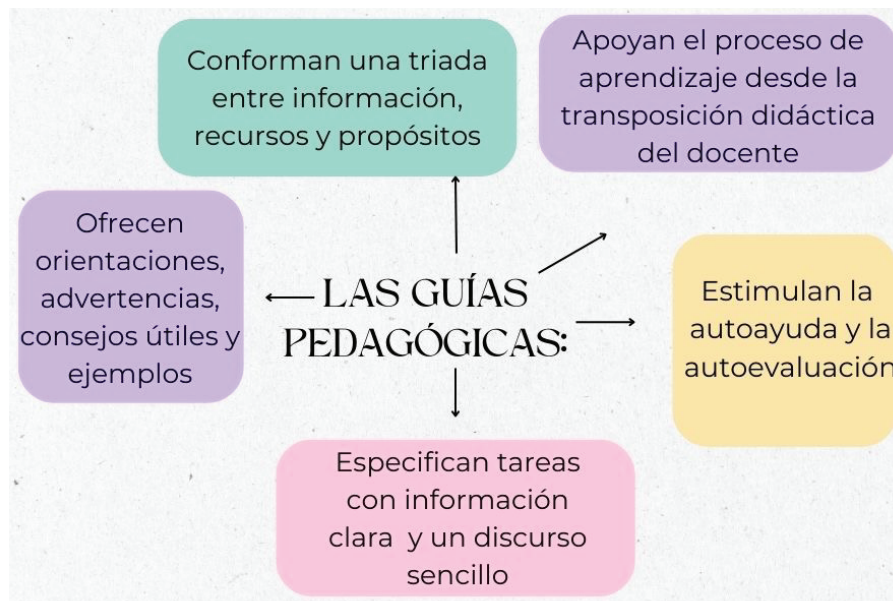 Conforman una triada
entre información,
recursos y propósitos
Apoyan el proceso de
aprendizaje desde la
transposición didáctica
del docente
Ofrecen
orientaciones,
advertencias,
consejos útiles y
ejemplos
LAS GUÍAS
PEDAGÓGICAS:
Estimulan la
autoayuda y la
autoevaluación
Especifican tareas
con información
clara y un discurso
sencillo